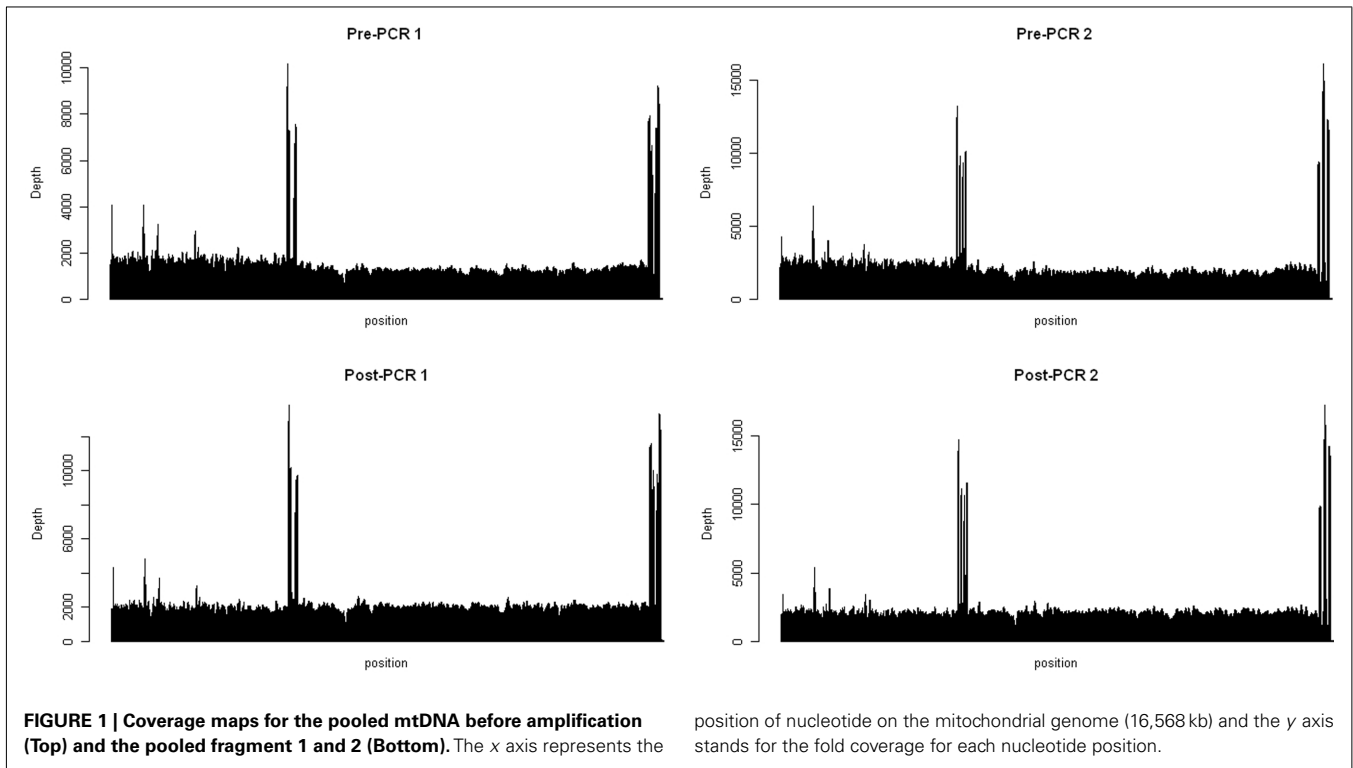 Pre-PCR 1
10000
8000
6000
4000
2000
0
Depth
position
Pre-PCR 2
15000
10000
5000
0
Depth
position
Post-PCR 1
10000
6000
2000
0
Depth
position
Post-PCR 2
15000
10000
5000
0
Depth
position
FIGURE 1 | Coverage maps for the pooled mtDNA before amplification
(Top) and the pooled fragment 1 and 2 (Bottom). The x axis represents the
position of nucleotide on the mitochondrial genome (16,568 kb) and the y axis
stands for the fold coverage for each nucleotide position.